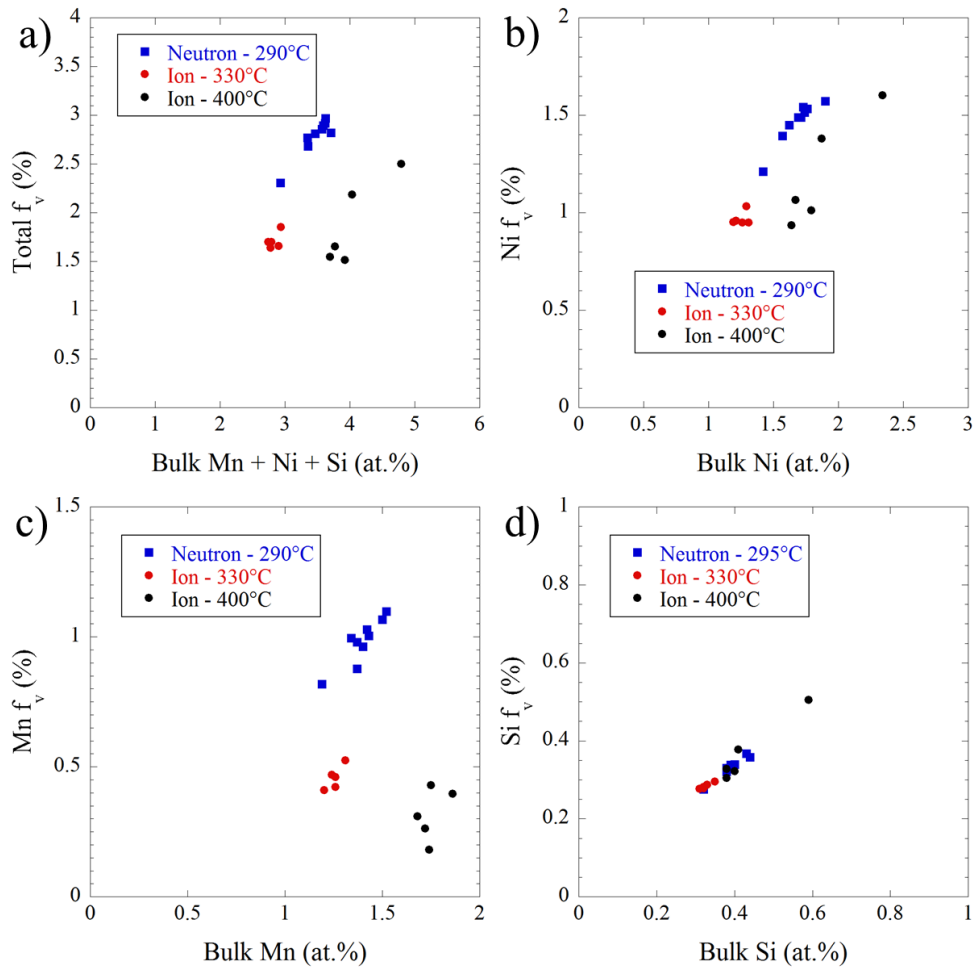 a)
4
3.5
3
2.5
2
1.5
1
0.5
0
Total f_v (%)
Neutron - 290°C
Ion - 330°C
Ion - 400°C
0 1 2 3 4 5 6
Bulk Mn + Ni + Si (at.%)
b)
2
1.5
1
0.5
0
Ni f_v (%)
Neutron - 290°C
Ion - 330°C
Ion - 400°C
0 0.5 1 1.5 2 2.5 3
Bulk Ni (at.%)
c)
1.5
1
0.5
0
Mn f_v (%)
Neutron - 290°C
Ion - 330°C
Ion - 400°C
0 0.5 1 1.5 2
Bulk Mn (at.%)
d)
1
0.8
0.6
0.4
0.2
0
Si f_v (%)
Neutron - 295°C
Ion - 330°C
Ion - 400°C
0 0.2 0.4 0.6 0.8 1
Bulk Si (at.%)